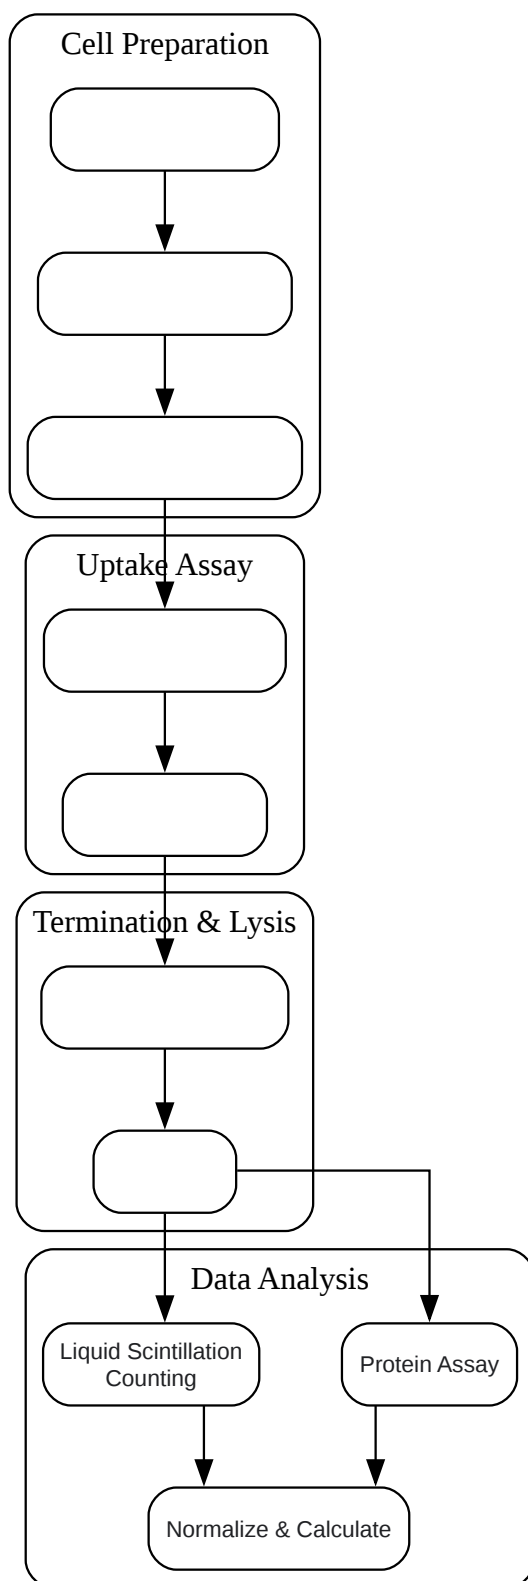 Cell Preparation
Uptake Assay
Termination & Lysis
Data Analysis
Liquid Scintillation
Counting
Protein Assay
Normalize & Calculate